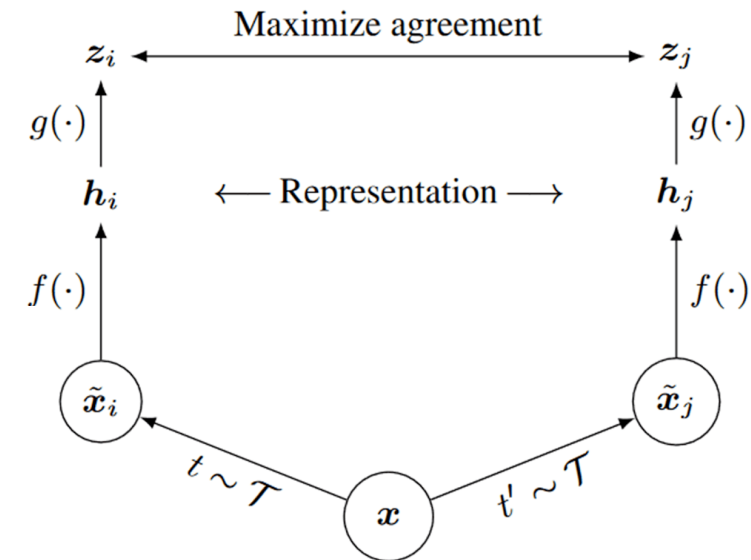 Maximize agreement
z_i z_j
g(·) g(·)
h_i ← Representation → h_j
f(·) f(·)
x̃_i x̃_j
t ∼ 𝒯 t′ ∼ 𝒯
x